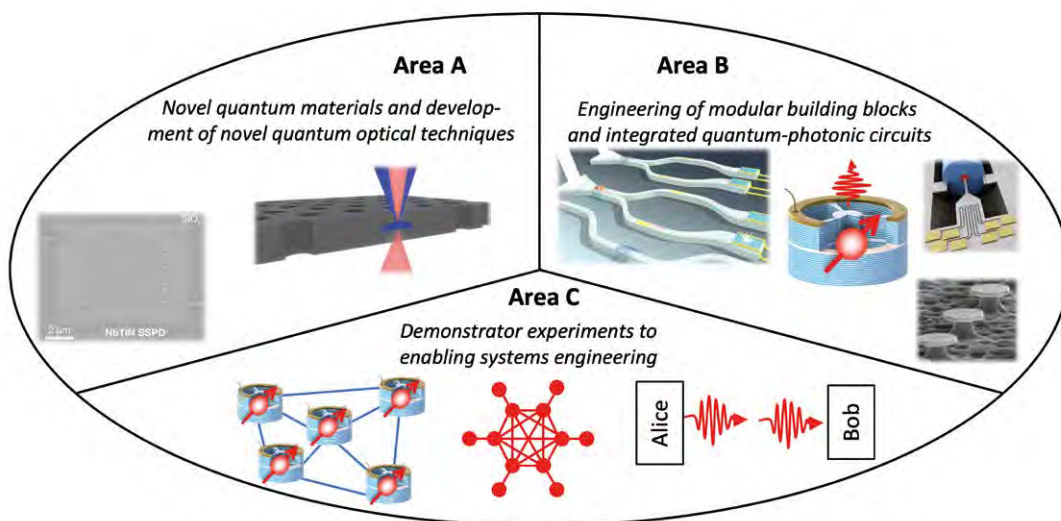 Area A
Novel quantum materials and develop-
ment of novel quantum optical techniques
SiO₂
2 µm
NbTiN SSPD
Area B
Engineering of modular building blocks
and integrated quantum-photonic circuits
Area C
Demonstrator experiments to
enabling systems engineering
Alice
Bob